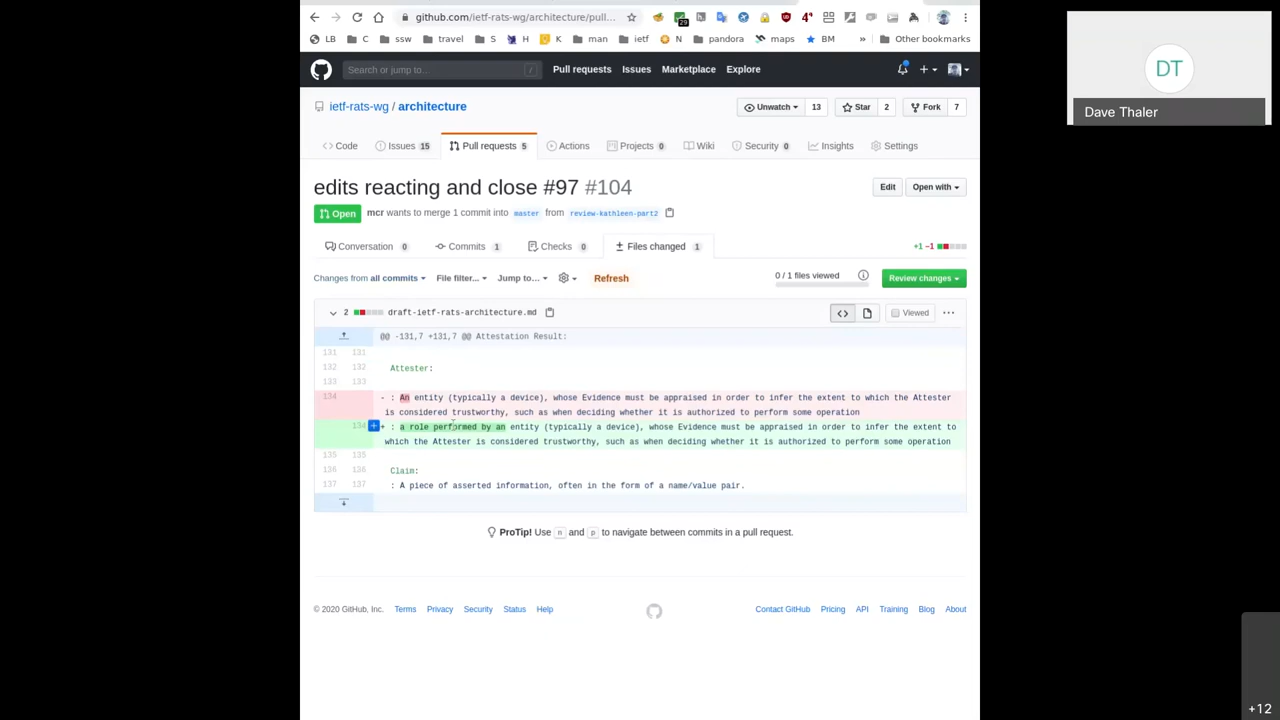 github.com/ietf-rats-wg/architecture/pull...
29
4
LB C ssw travel S H K man ietf N pandora maps BM » Other bookmarks
Search or jump to... /
Pull requests Issues Marketplace Explore
ietf-rats-wg / architecture
Unwatch 13 Star 2 Fork 7
Code Issues 15 Pull requests 5 Actions Projects 0 Wiki Security 0 Insights Settings
edits reacting and close #97 #104
Edit Open with
Open mcr wants to merge 1 commit into master from review-kathleen-part2
Conversation 0 Commits 1 Checks 0 Files changed 1 +1 −1
Changes from all commits File filter... Jump to... Refresh 0 / 1 files viewed Review changes
2 draft-ietf-rats-architecture.md <> Viewed ...
@@ -131,7 +131,7 @@ Attestation Result:
131 131
132 132 Attester:
133 133
134 - : An entity (typically a device), whose Evidence must be appraised in order to infer the extent to which the Attester
is considered trustworthy, such as when deciding whether it is authorized to perform some operation
134 + : a role performed by an entity (typically a device), whose Evidence must be appraised in order to infer the extent to
which the Attester is considered trustworthy, such as when deciding whether it is authorized to perform some operation
135 135
136 136 Claim:
137 137 : A piece of asserted information, often in the form of a name/value pair.
ProTip! Use n and p to navigate between commits in a pull request.
© 2020 GitHub, Inc. Terms Privacy Security Status Help Contact GitHub Pricing API Training Blog About
DT
Dave Thaler
+12